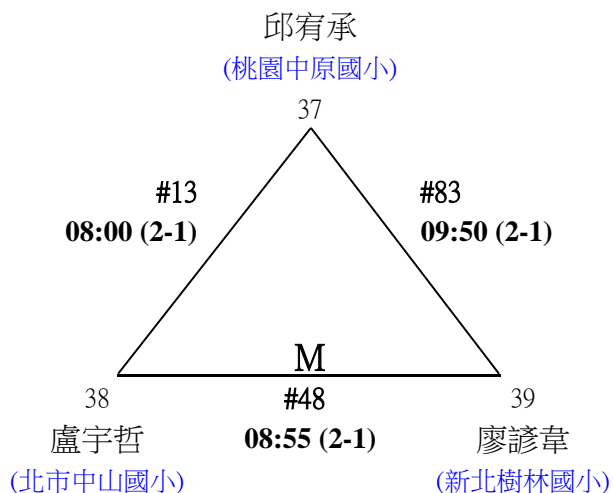 邱宥承
(桃園中原國小)
37
#13
08:00 (2-1)
#83
09:50 (2-1)
M
38
#48
39
盧宇哲
08:55 (2-1)
廖諺韋
(北市中山國小)
(新北樹林國小)